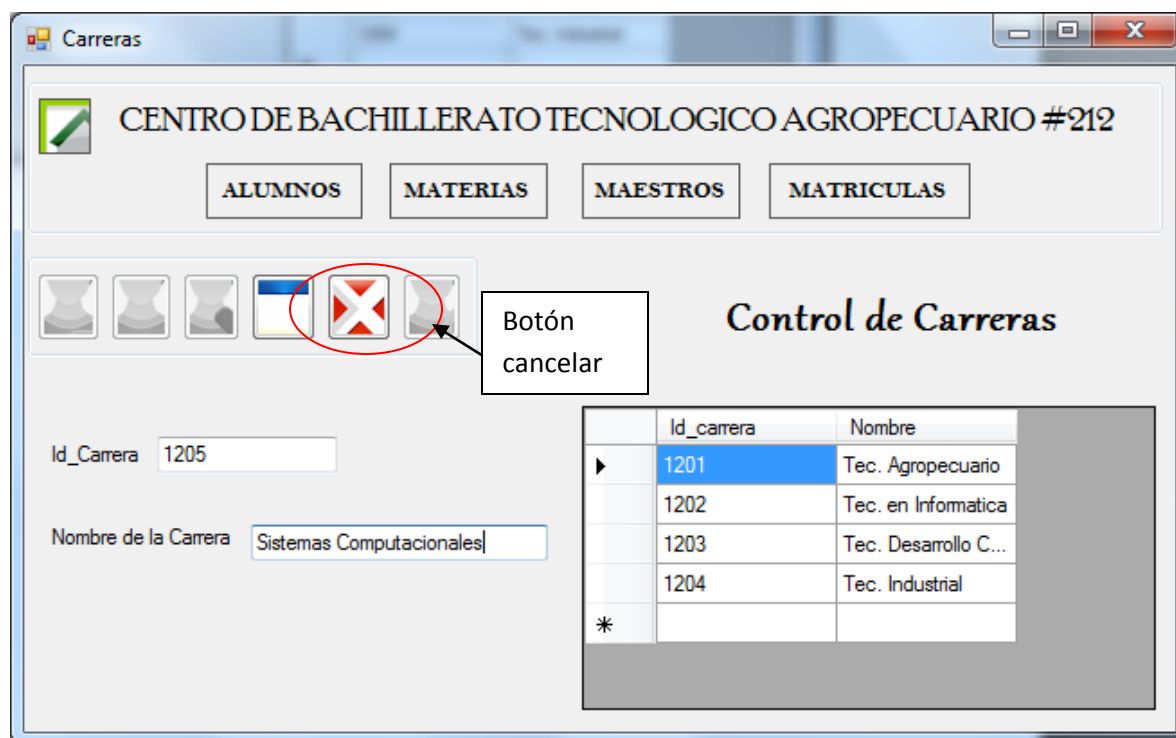 Carreras
CENTRO DE BACHILLERATO TECNOLOGICO AGROPECUARIO #212
ALUMNOS MATERIAS MAESTROS MATRICULAS
Botón
cancelar
Control de Carreras
Id_Carrera 1205
Nombre de la Carrera Sistemas Computacionales
Id_carrera Nombre
1201 Tec. Agropecuario
1202 Tec. en Informatica
1203 Tec. Desarrollo C...
1204 Tec. Industrial